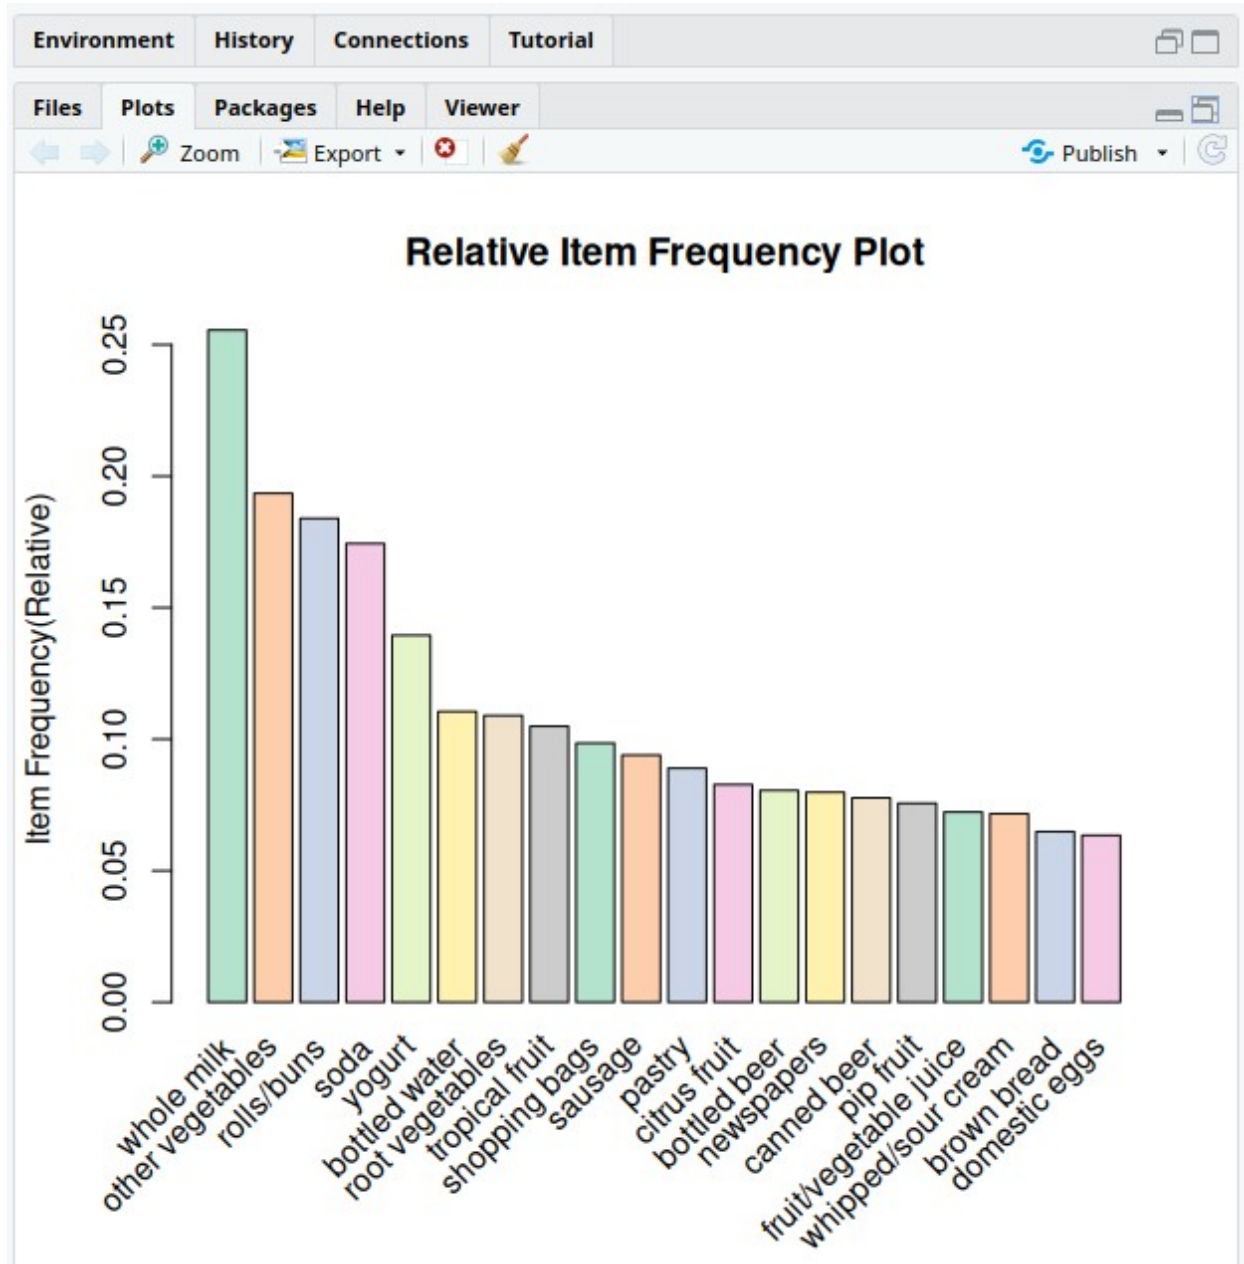 Environment History Connections Tutorial
Files Plots Packages Help Viewer
Zoom Export Publish
Relative Item Frequency Plot
Item Frequency(Relative)
0.25
0.20
0.15
0.10
0.05
0.00
whole milk
other vegetables
rolls/buns
soda
yogurt
bottled water
root vegetables
tropical fruit
shopping bags
sausage
pastry
citrus fruit
bottled beer
newspapers
canned beer
pip fruit
fruit/vegetable juice
whipped/sour cream
brown bread
domestic eggs